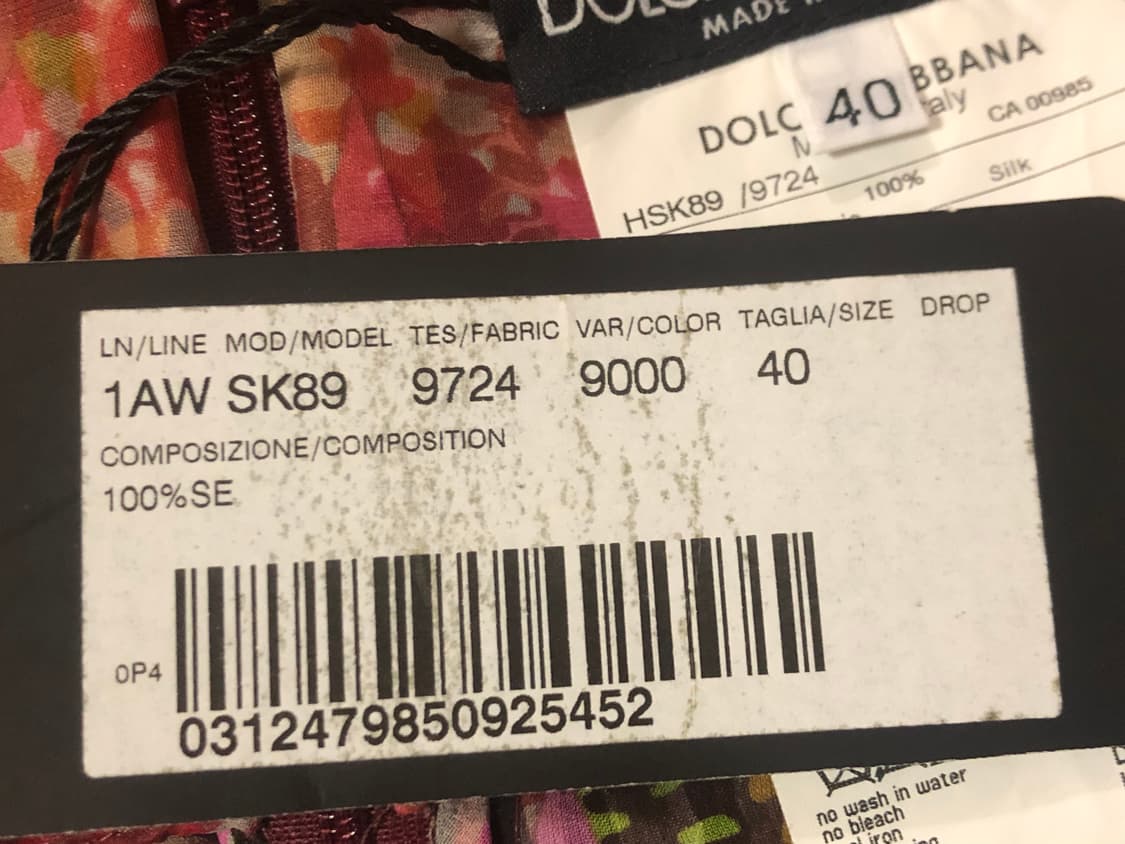 MADE
DOLC 40 BBANA
aly CA 00985
HSK89 /9724 100% Silk
LN/LINE MOD/MODEL TES/FABRIC VAR/COLOR TAGLIA/SIZE DROP
1AW SK89 9724 9000 40
COMPOSIZIONE/COMPOSITION
100%SE
0P4
0312479850925452
no wash in water
no bleach
iron